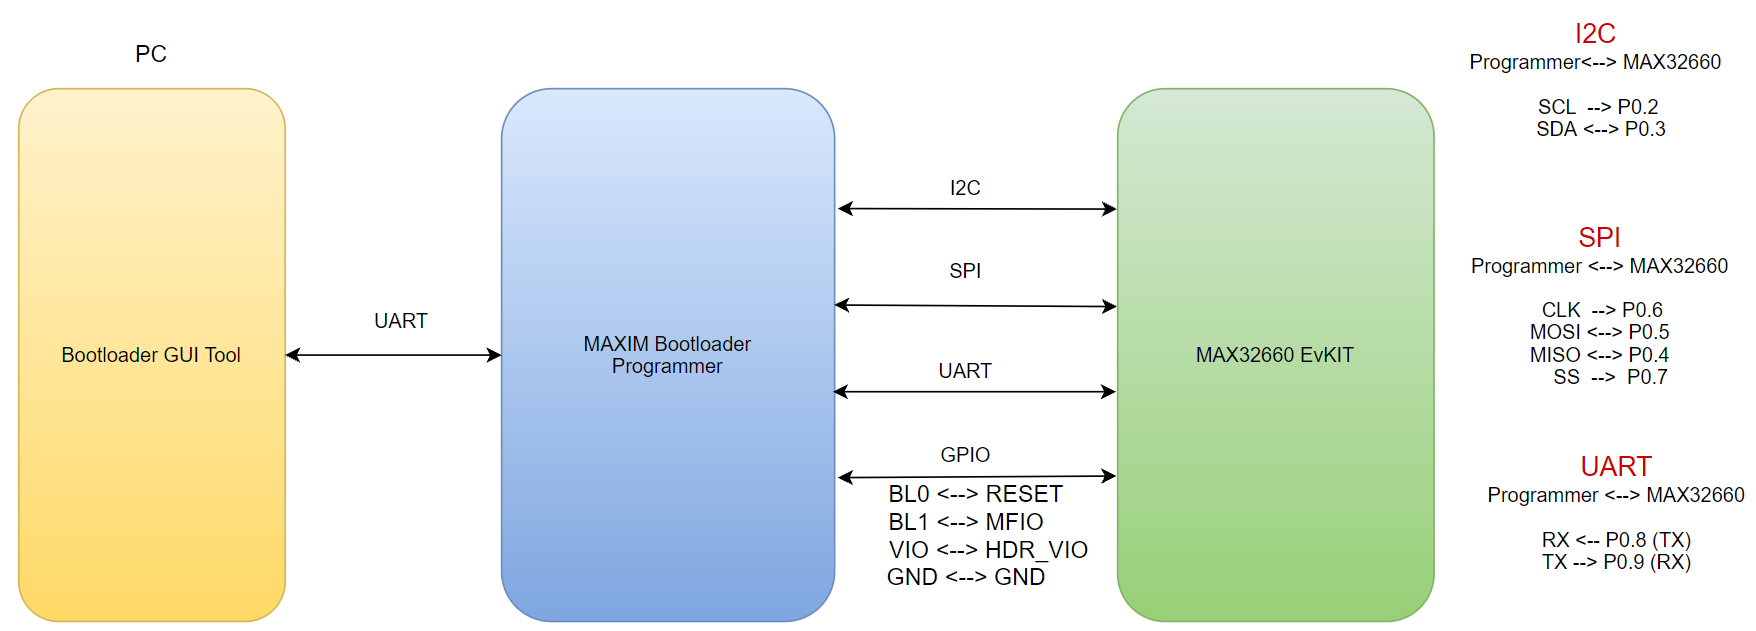 PC
Bootloader GUI Tool
UART
MAXIM Bootloader
Programmer
I2C
SPI
UART
GPIO
BL0 <--> RESET
BL1 <--> MFIO
VIO <--> HDR_VIO
GND <--> GND
MAX32660 EvKIT
I2C
Programmer<--> MAX32660
SCL --> P0.2
SDA <--> P0.3
SPI
Programmer <--> MAX32660
CLK --> P0.6
MOSI <--> P0.5
MISO <--> P0.4
SS --> P0.7
UART
Programmer <--> MAX32660
RX <-- P0.8 (TX)
TX --> P0.9 (RX)